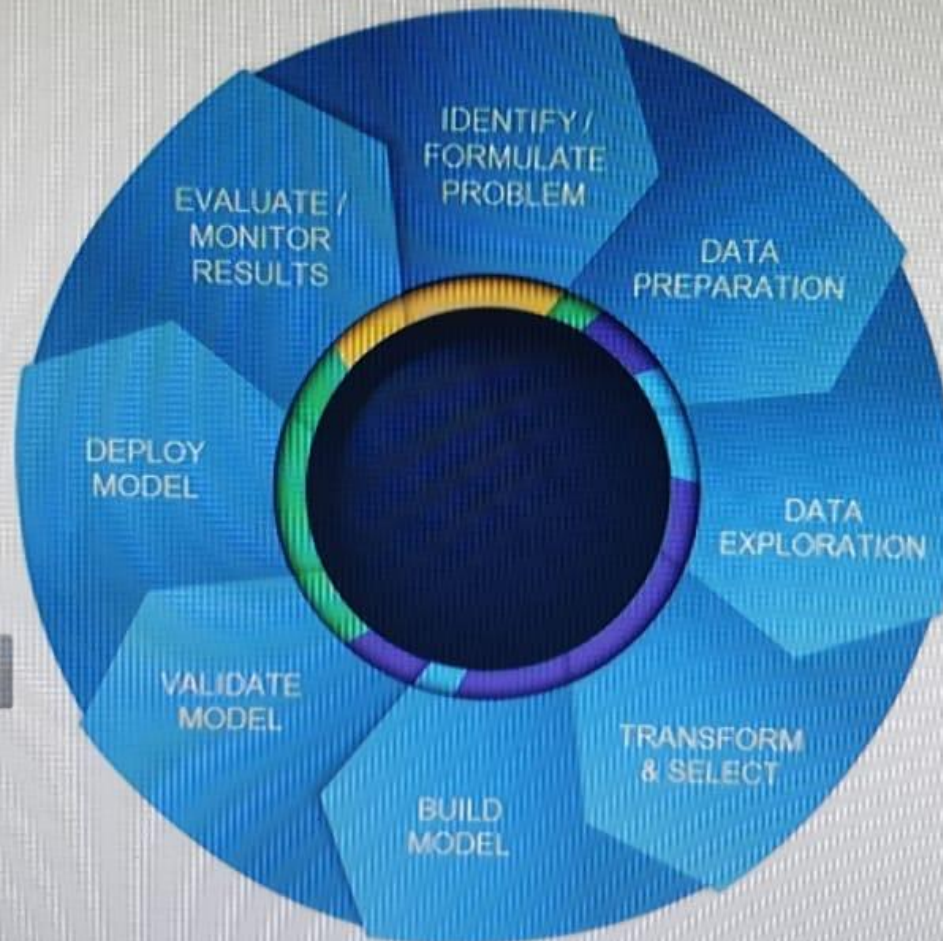 IDENTIFY /
FORMULATE
PROBLEM
DATA
PREPARATION
DATA
EXPLORATION
TRANSFORM
& SELECT
BUILD
MODEL
VALIDATE
MODEL
DEPLOY
MODEL
EVALUATE /
MONITOR
RESULTS